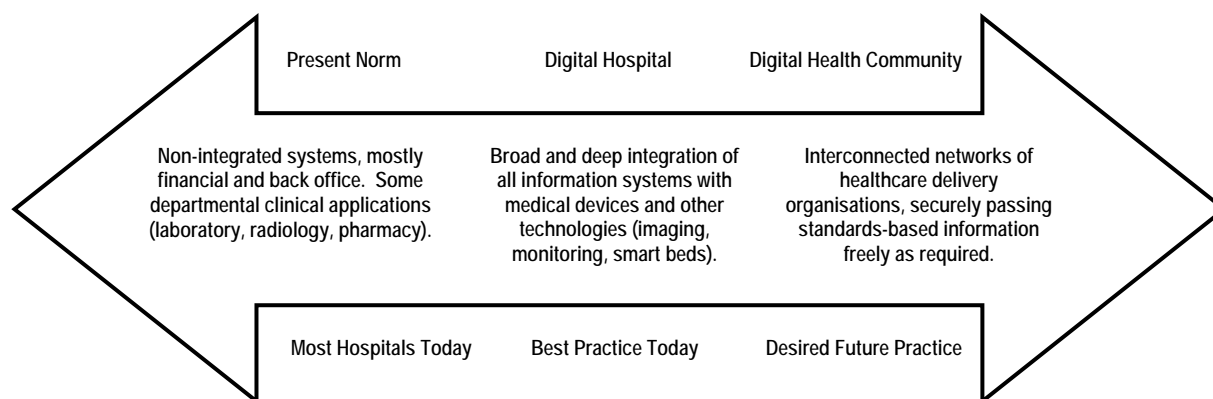 Present Norm
Digital Hospital
Digital Health Community
Non-integrated systems, mostly
financial and back office. Some
departmental clinical applications
(laboratory, radiology, pharmacy).
Broad and deep integration of
all information systems with
medical devices and other
technologies (imaging,
monitoring, smart beds).
Interconnected networks of
healthcare delivery
organisations, securely passing
standards-based information
freely as required.
Most Hospitals Today
Best Practice Today
Desired Future Practice